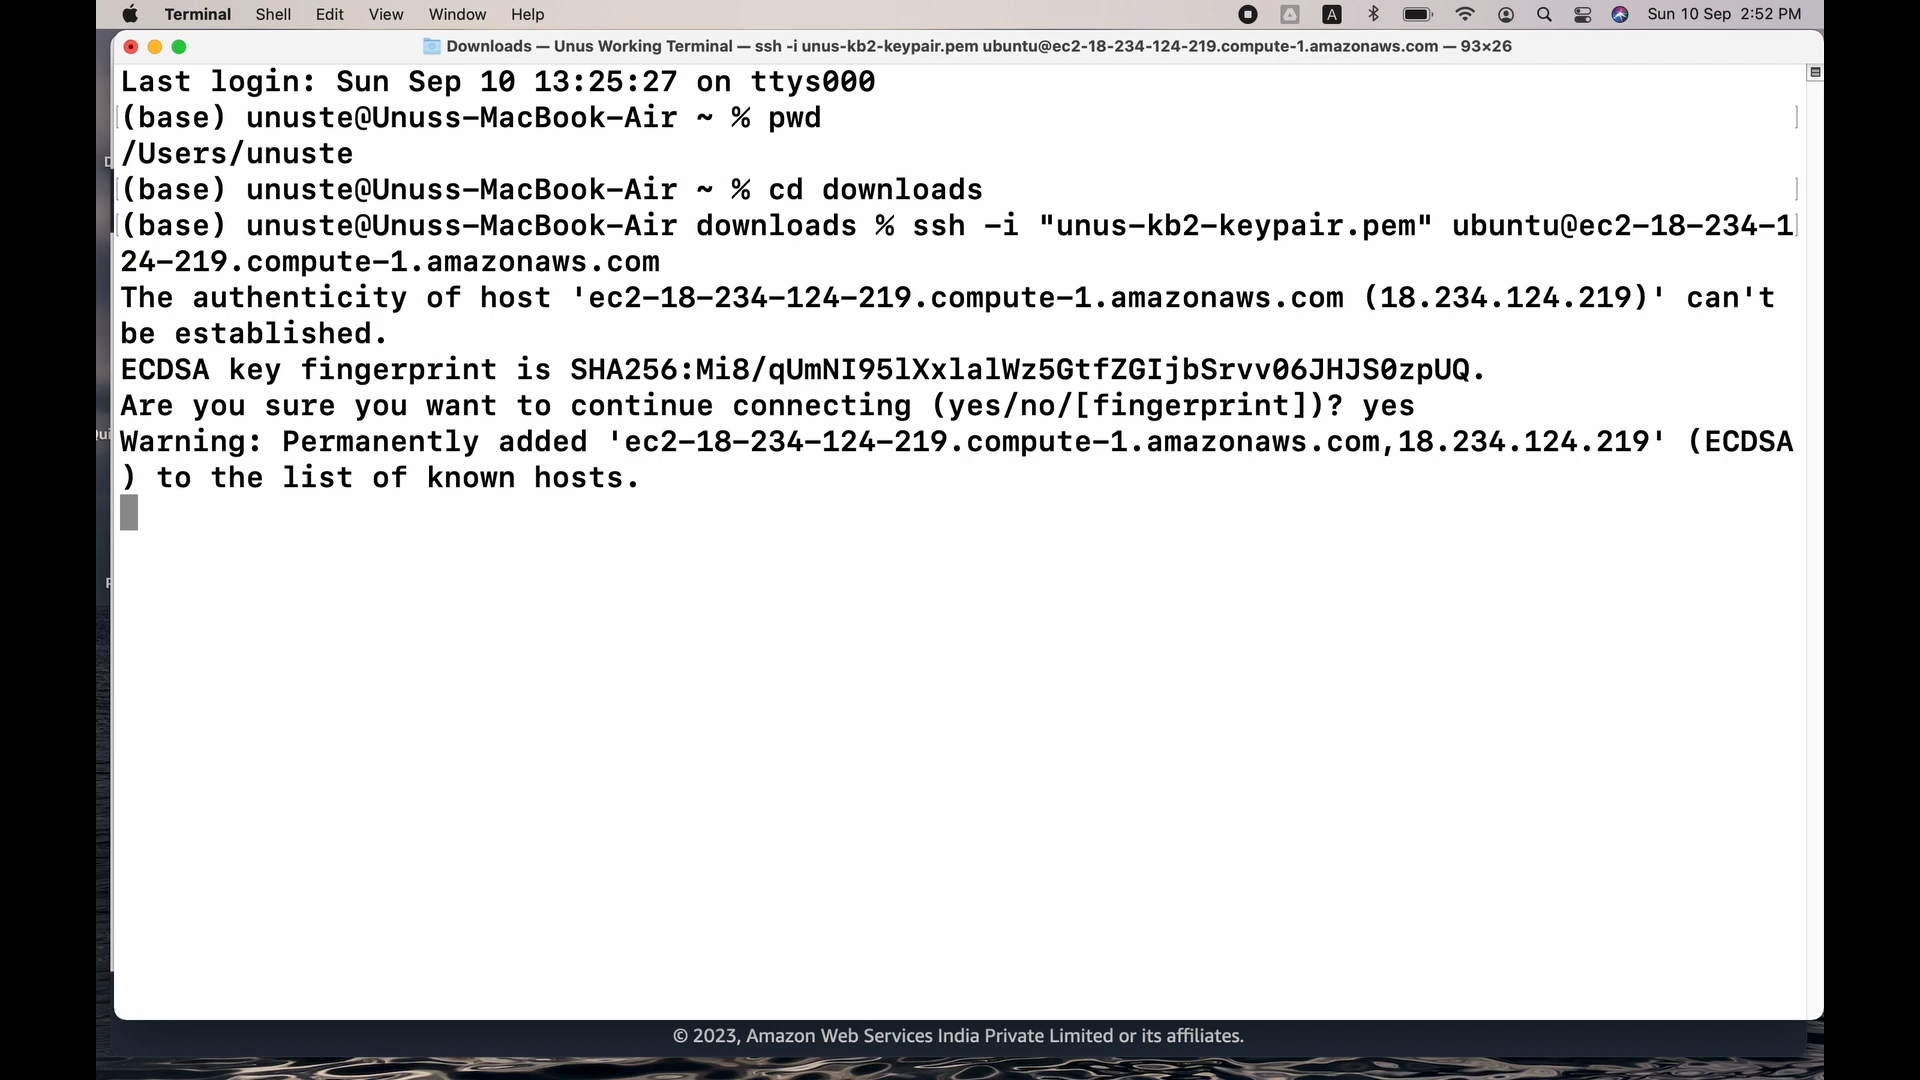 Terminal Shell Edit View Window Help A Sun 10 Sep 2:52 PM
Downloads — Unus Working Terminal — ssh -i unus-kb2-keypair.pem ubuntu@ec2-18-234-124-219.compute-1.amazonaws.com — 93×26
Last login: Sun Sep 10 13:25:27 on ttys000
(base) unuste@Unuss-MacBook-Air ~ % pwd
/Users/unuste
(base) unuste@Unuss-MacBook-Air ~ % cd downloads
(base) unuste@Unuss-MacBook-Air downloads % ssh -i "unus-kb2-keypair.pem" ubuntu@ec2-18-234-1
24-219.compute-1.amazonaws.com
The authenticity of host 'ec2-18-234-124-219.compute-1.amazonaws.com (18.234.124.219)' can't
be established.
ECDSA key fingerprint is SHA256:Mi8/qUmNI95lXxlalWz5GtfZGIjbSrvv06JHJS0zpUQ.
Are you sure you want to continue connecting (yes/no/[fingerprint])? yes
Warning: Permanently added 'ec2-18-234-124-219.compute-1.amazonaws.com,18.234.124.219' (ECDSA
) to the list of known hosts.
© 2023, Amazon Web Services India Private Limited or its affiliates.